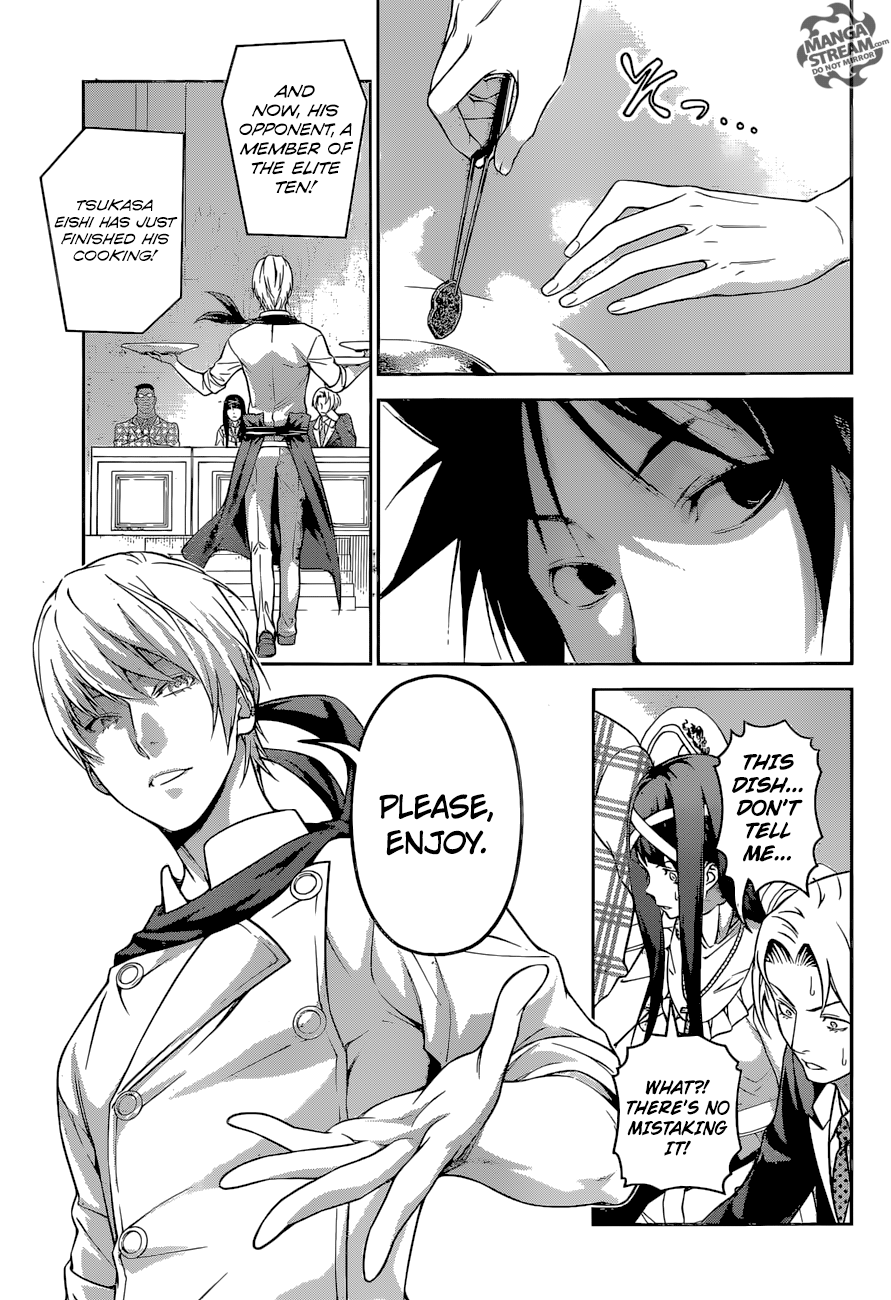 MANGA
STREAM.com
DO NOT MIRROR
AND
NOW, HIS
OPPONENT, A
MEMBER OF
THE ELITE
TEN!
TSUKASA
EISHI HAS JUST
FINISHED HIS
COOKING!
THIS
DISH...
DON'T
TELL
ME...
WHAT?!
THERE'S NO
MISTAKING
IT!
PLEASE,
ENJOY.